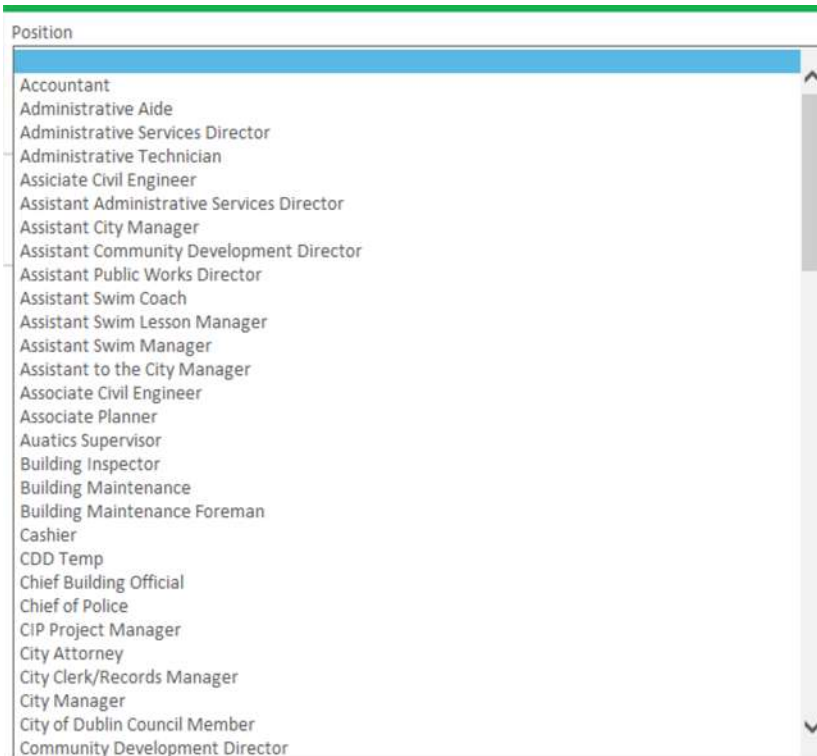 Position
Accountant
Administrative Aide
Administrative Services Director
Administrative Technician
Assiciate Civil Engineer
Assistant Administrative Services Director
Assistant City Manager
Assistant Community Development Director
Assistant Public Works Director
Assistant Swim Coach
Assistant Swim Lesson Manager
Assistant Swim Manager
Assistant to the City Manager
Associate Civil Engineer
Associate Planner
Auatics Supervisor
Building Inspector
Building Maintenance
Building Maintenance Foreman
Cashier
CDD Temp
Chief Building Official
Chief of Police
CIP Project Manager
City Attorney
City Clerk/Records Manager
City Manager
City of Dublin Council Member
Community Development Director